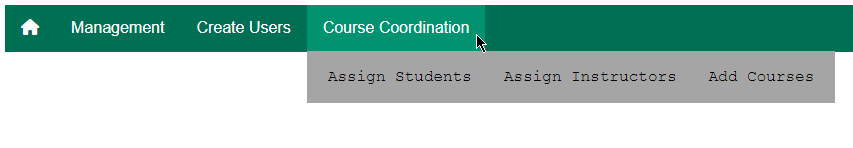 Management Create Users Course Coordination
Assign Students Assign Instructors Add Courses